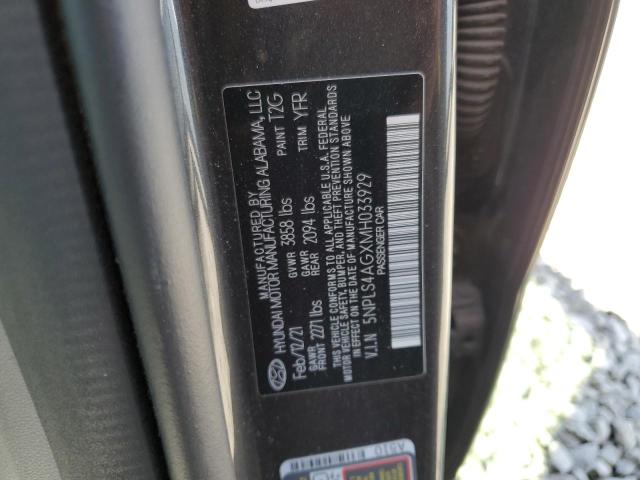 MANUFACTURED BY
HYUNDAI MOTOR MANUFACTURING ALABAMA, LLC
Feb/12/21 GVWR 3858 lbs PAINT T2G
GAWR FRONT 2271 lbs GAWR REAR 2094 lbs TRIM YFR
THIS VEHICLE CONFORMS TO ALL APPLICABLE U.S.A. FEDERAL
MOTOR VEHICLE SAFETY, BUMPER, AND THEFT PREVENTION STANDARDS
IN EFFECT ON THE DATE OF MANUFACTURE SHOWN ABOVE
V.I.N 5NPLS4AGXMH033929
PASSENGER CAR
A510